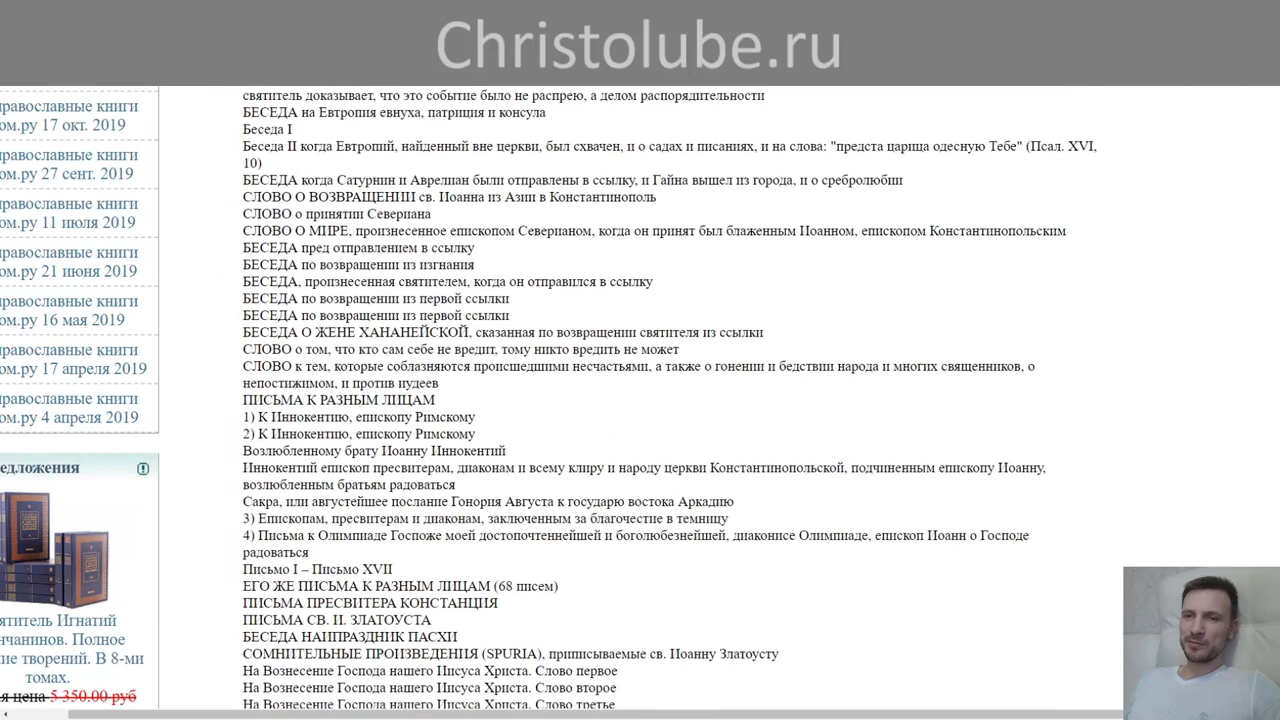 Christolube.ru
равославные книги
ом.ру 17 окт. 2019
равославные книги
ом.ру 27 сент. 2019
равославные книги
ом.ру 11 июля 2019
равославные книги
ом.ру 21 июня 2019
равославные книги
ом.ру 16 мая 2019
равославные книги
ом.ру 17 апреля 2019
равославные книги
ом.ру 4 апреля 2019
едложения
ятитель Игнатий
нчанинов. Полное
ние творений. В 8-ми
томах.
я цена 5 350.00 руб
святитель доказывает, что это событие было не распрею, а делом распорядительности
БЕСЕДА на Евтропия евнуха, патриция и консула
Беседа I
Беседа II когда Евтропий, найденный вне церкви, был схвачен, и о садах и писаниях, и на слова: "предста царица одесную Тебе" (Псал. XVI,
10)
БЕСЕДА когда Сатурнин и Аврелиан были отправлены в ссылку, и Гайна вышел из города, и о сребролюбии
СЛОВО О ВОЗВРАЩЕНИИ св. Иоанна из Азии в Константинополь
СЛОВО о принятии Севериана
СЛОВО О МИРЕ, произнесенное епископом Северианом, когда он принят был блаженным Иоанном, епископом Константинопольским
БЕСЕДА пред отправлением в ссылку
БЕСЕДА по возвращении из изгнания
БЕСЕДА, произнесенная святителем, когда он отправился в ссылку
БЕСЕДА по возвращении из первой ссылки
БЕСЕДА по возвращении из первой ссылки
БЕСЕДА О ЖЕНЕ ХАНАНЕЙСКОЙ, сказанная по возвращении святителя из ссылки
СЛОВО о том, что кто сам себе не вредит, тому никто вредить не может
СЛОВО к тем, которые соблазняются происшедшими несчастьями, а также о гонении и бедствии народа и многих священников, о
непостижимом, и против иудеев
ПИСЬМА К РАЗНЫМ ЛИЦАМ
1) К Иннокентию, епископу Римскому
2) К Иннокентию, епископу Римскому
Возлюбленному брату Иоанну Иннокентий
Иннокентий епископ пресвитерам, диаконам и всему клиру и народу церкви Константинопольской, подчиненным епископу Иоанну,
возлюбленным братьям радоваться
Сакра, или августейшее послание Гонория Августа к государю востока Аркадию
3) Епископам, пресвитерам и диаконам, заключенным за благочестие в темницу
4) Письма к Олимпиаде Госпоже моей достопочтеннейшей и боголюбезнейшей, диаконисе Олимпиаде, епископ Иоанн о Господе
радоваться
Письмо I – Письмо XVII
ЕГО ЖЕ ПИСЬМА К РАЗНЫМ ЛИЦАМ (68 писем)
ПИСЬМА ПРЕСВИТЕРА КОНСТАНЦИЯ
ПИСЬМА СВ. И. ЗЛАТОУСТА
БЕСЕДА НАИПРАЗДНИК ПАСХИ
СОМНИТЕЛЬНЫЕ ПРОИЗВЕДЕНИЯ (SPURIA), приписываемые св. Иоанну Златоусту
На Вознесение Господа нашего Иисуса Христа. Слово первое
На Вознесение Господа нашего Иисуса Христа. Слово второе
На Вознесение Господа нашего Иисуса Христа. Слово третье